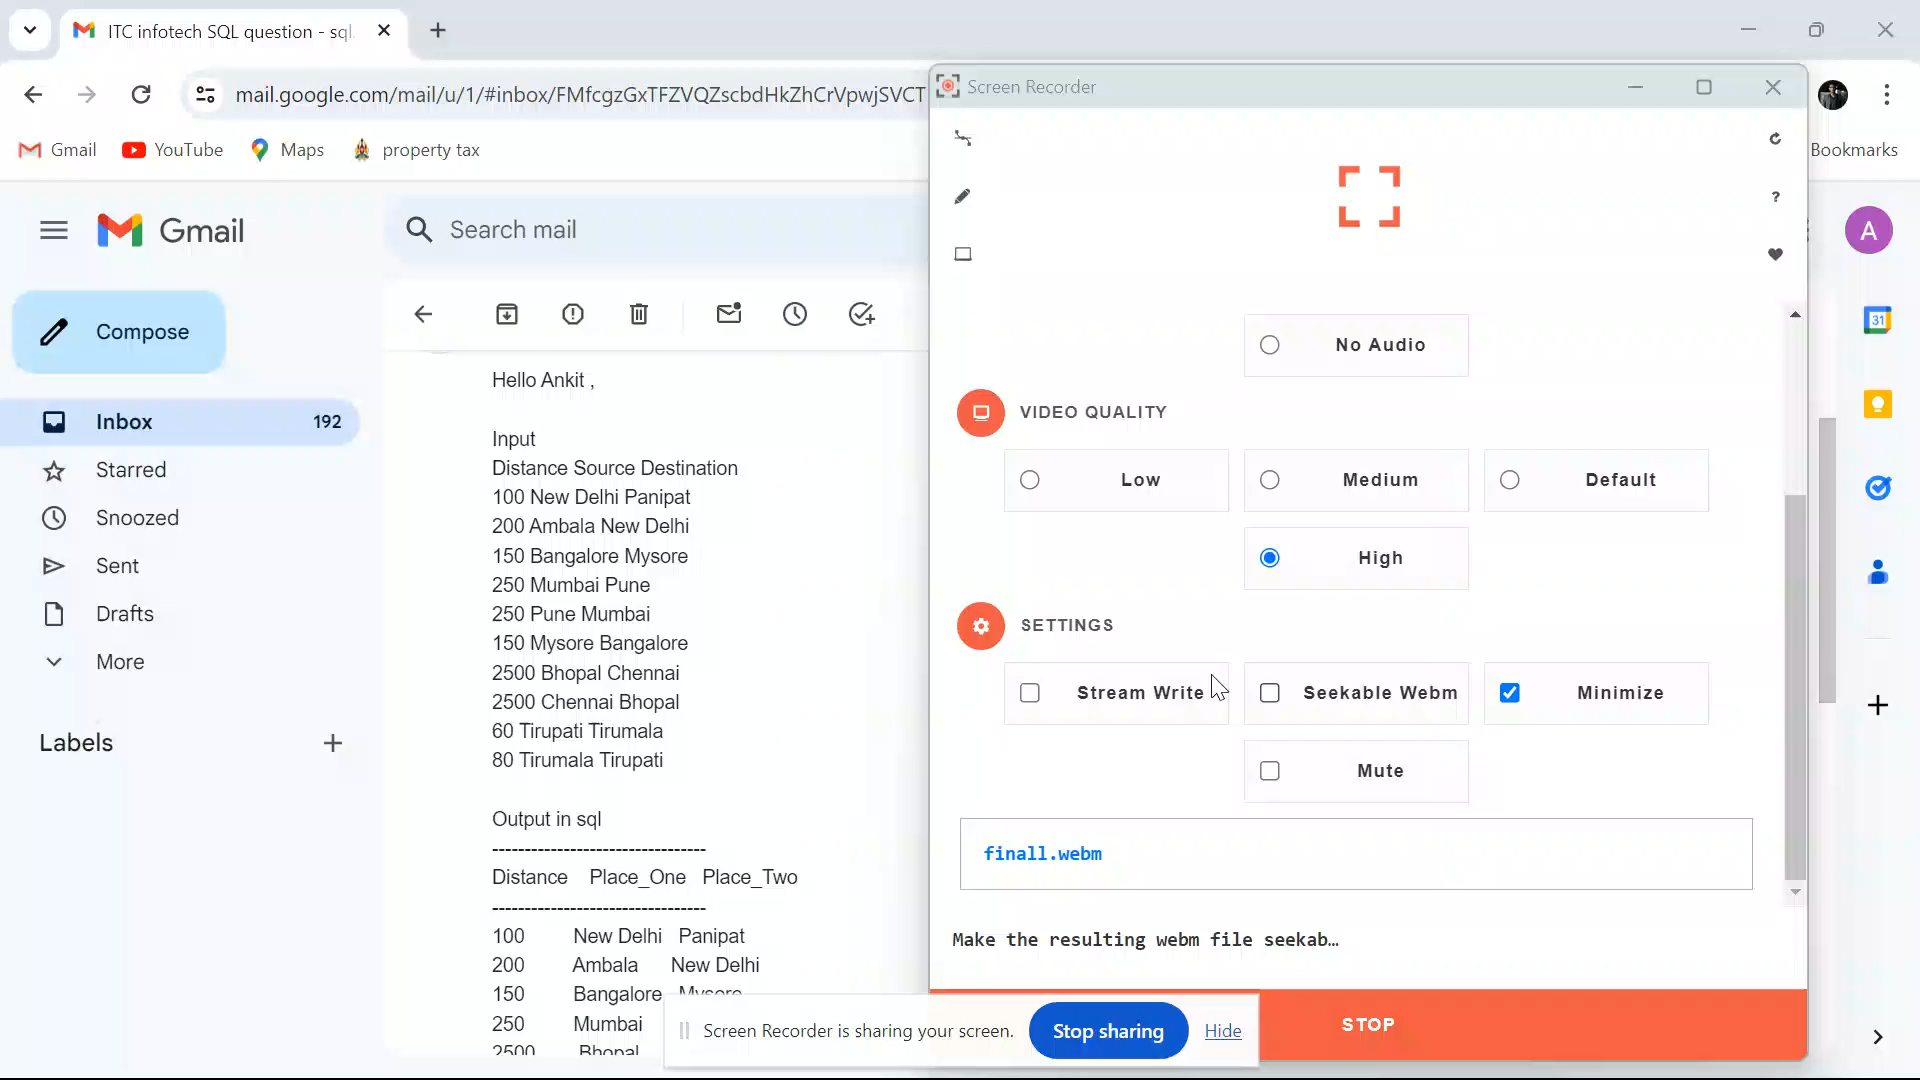 ITC infotech SQL question - sql
mail.google.com/mail/u/1/#inbox/FMfcgzGxTFZVQZscbdHkZhCrVpwjSVCT
Gmail
YouTube
Maps
property tax
Bookmarks
Gmail
Search mail
A
Compose
Inbox 192
Starred
Snoozed
Sent
Drafts
More
Labels
31
Hello Ankit ,
Input
Distance Source Destination
100 New Delhi Panipat
200 Ambala New Delhi
150 Bangalore Mysore
250 Mumbai Pune
250 Pune Mumbai
150 Mysore Bangalore
2500 Bhopal Chennai
2500 Chennai Bhopal
60 Tirupati Tirumala
80 Tirumala Tirupati
Output in sql
--------------------------------
Distance Place_One Place_Two
--------------------------------
100 New Delhi Panipat
200 Ambala New Delhi
150 Bangalore Mysore
250 Mumbai
2500 Bhopal
Screen Recorder
?
No Audio
VIDEO QUALITY
Low
Medium
Default
High
SETTINGS
Stream Write
Seekable Webm
Minimize
Mute
finall.webm
Make the resulting webm file seekab…
STOP
Screen Recorder is sharing your screen.
Stop sharing
Hide